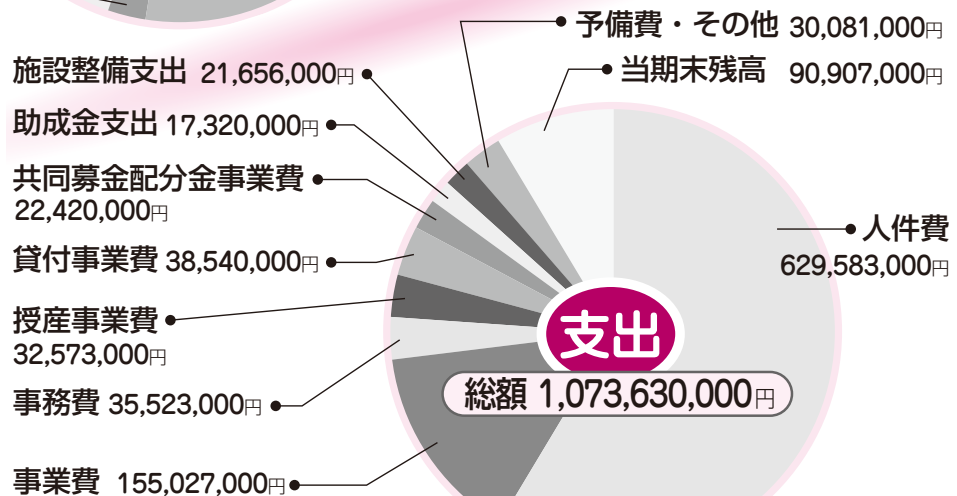 予備費・その他 30,081,000円
当期末残高 90,907,000円
施設整備支出 21,656,000円
助成金支出 17,320,000円
共同募金配分金事業費
22,420,000円
貸付事業費 38,540,000円
授産事業費
32,573,000円
事務費 35,523,000円
事業費 155,027,000円
人件費
629,583,000円
支出
総額 1,073,630,000円